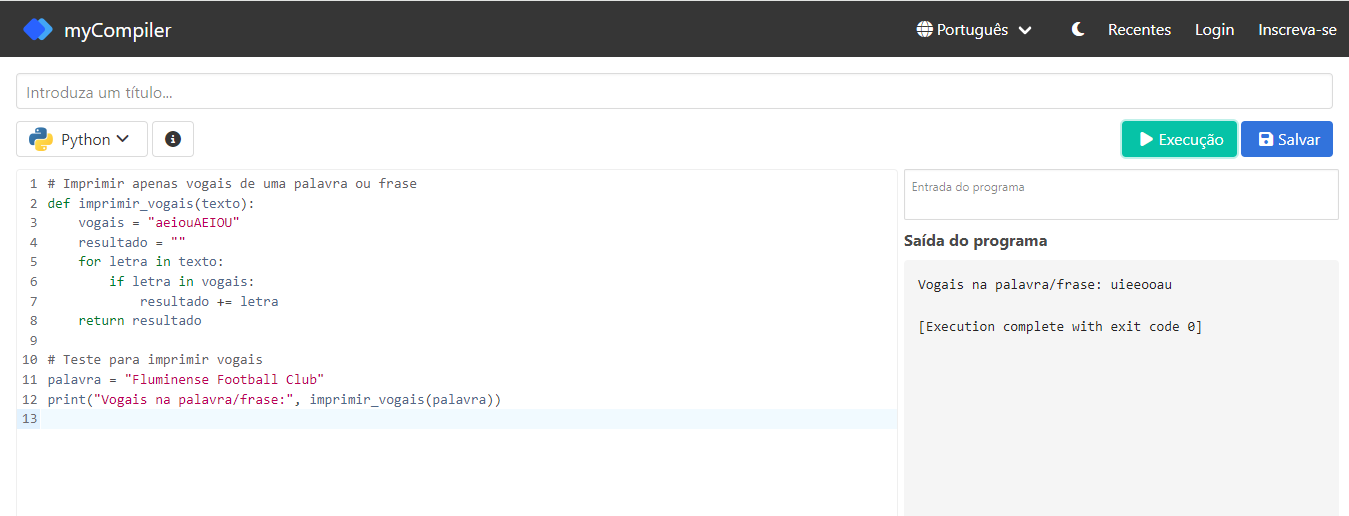 myCompiler
Português
Recentes
Login
Inscreva-se
Introduza um título...
Python
Execução
Salvar
1 # Imprimir apenas vogais de uma palavra ou frase
2 def imprimir_vogais(texto):
3     vogais = "aeiouAEIOU"
4     resultado = ""
5     for letra in texto:
6         if letra in vogais:
7             resultado += letra
8     return resultado
9
10 # Teste para imprimir vogais
11 palavra = "Fluminense Football Club"
12 print("Vogais na palavra/frase:", imprimir_vogais(palavra))
13
Entrada do programa
Saída do programa
Vogais na palavra/frase: uieeooau
[Execution complete with exit code 0]